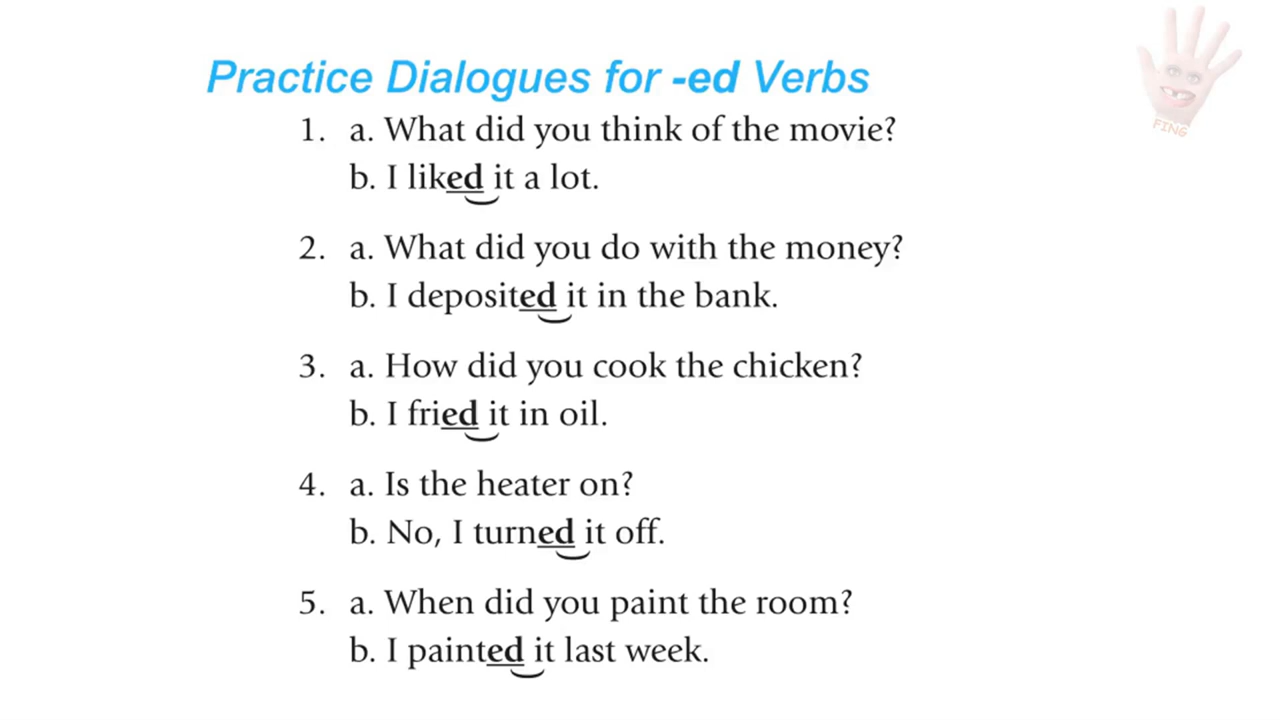 Practice Dialogues for -ed Verbs
FING
1. a. What did you think of the movie?
b. I liked it a lot.
2. a. What did you do with the money?
b. I deposited it in the bank.
3. a. How did you cook the chicken?
b. I fried it in oil.
4. a. Is the heater on?
b. No, I turned it off.
5. a. When did you paint the room?
b. I painted it last week.